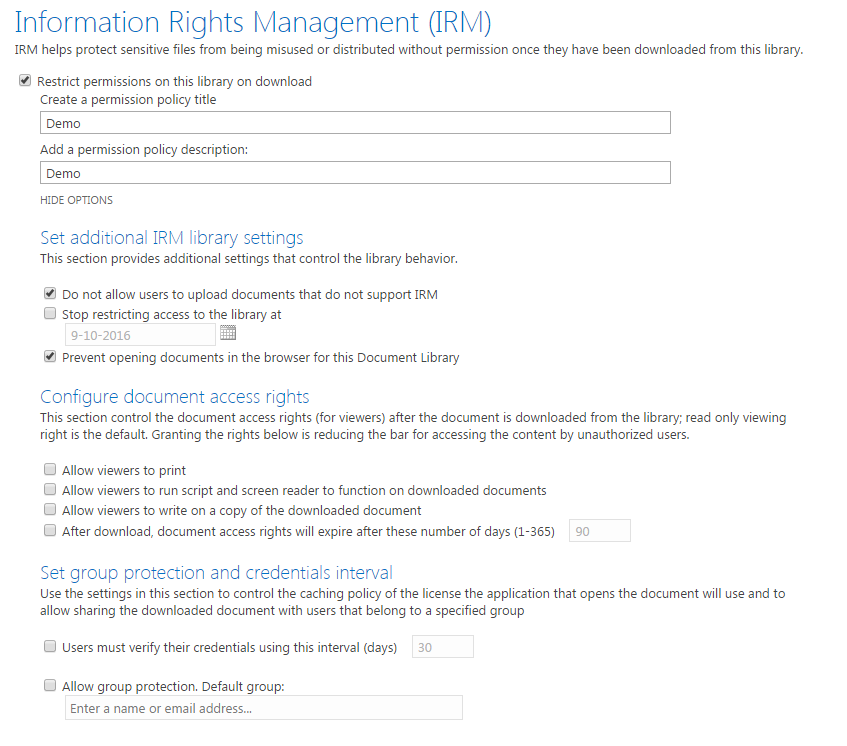 Information Rights Management (IRM)
IRM helps protect sensitive files from being misused or distributed without permission once they have been downloaded from this library.
Restrict permissions on this library on download
Create a permission policy title
Demo
Add a permission policy description:
Demo
HIDE OPTIONS
Set additional IRM library settings
This section provides additional settings that control the library behavior.
Do not allow users to upload documents that do not support IRM
Stop restricting access to the library at
9-10-2016
Prevent opening documents in the browser for this Document Library
Configure document access rights
This section control the document access rights (for viewers) after the document is downloaded from the library; read only viewing
right is the default. Granting the rights below is reducing the bar for accessing the content by unauthorized users.
Allow viewers to print
Allow viewers to run script and screen reader to function on downloaded documents
Allow viewers to write on a copy of the downloaded document
After download, document access rights will expire after these number of days (1-365) 90
Set group protection and credentials interval
Use the settings in this section to control the caching policy of the license the application that opens the document will use and to
allow sharing the downloaded document with users that belong to a specified group
Users must verify their credentials using this interval (days) 30
Allow group protection. Default group:
Enter a name or email address...